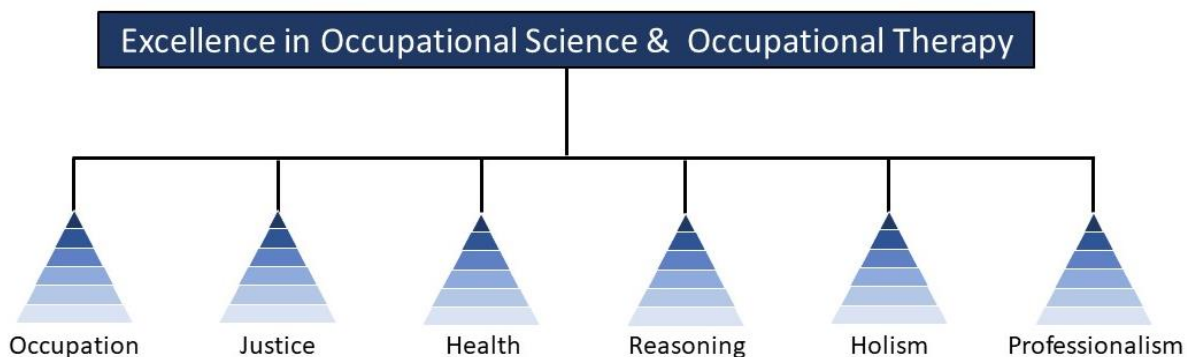 Excellence in Occupational Science & Occupational Therapy
Occupation Justice Health Reasoning Holism Professionalism